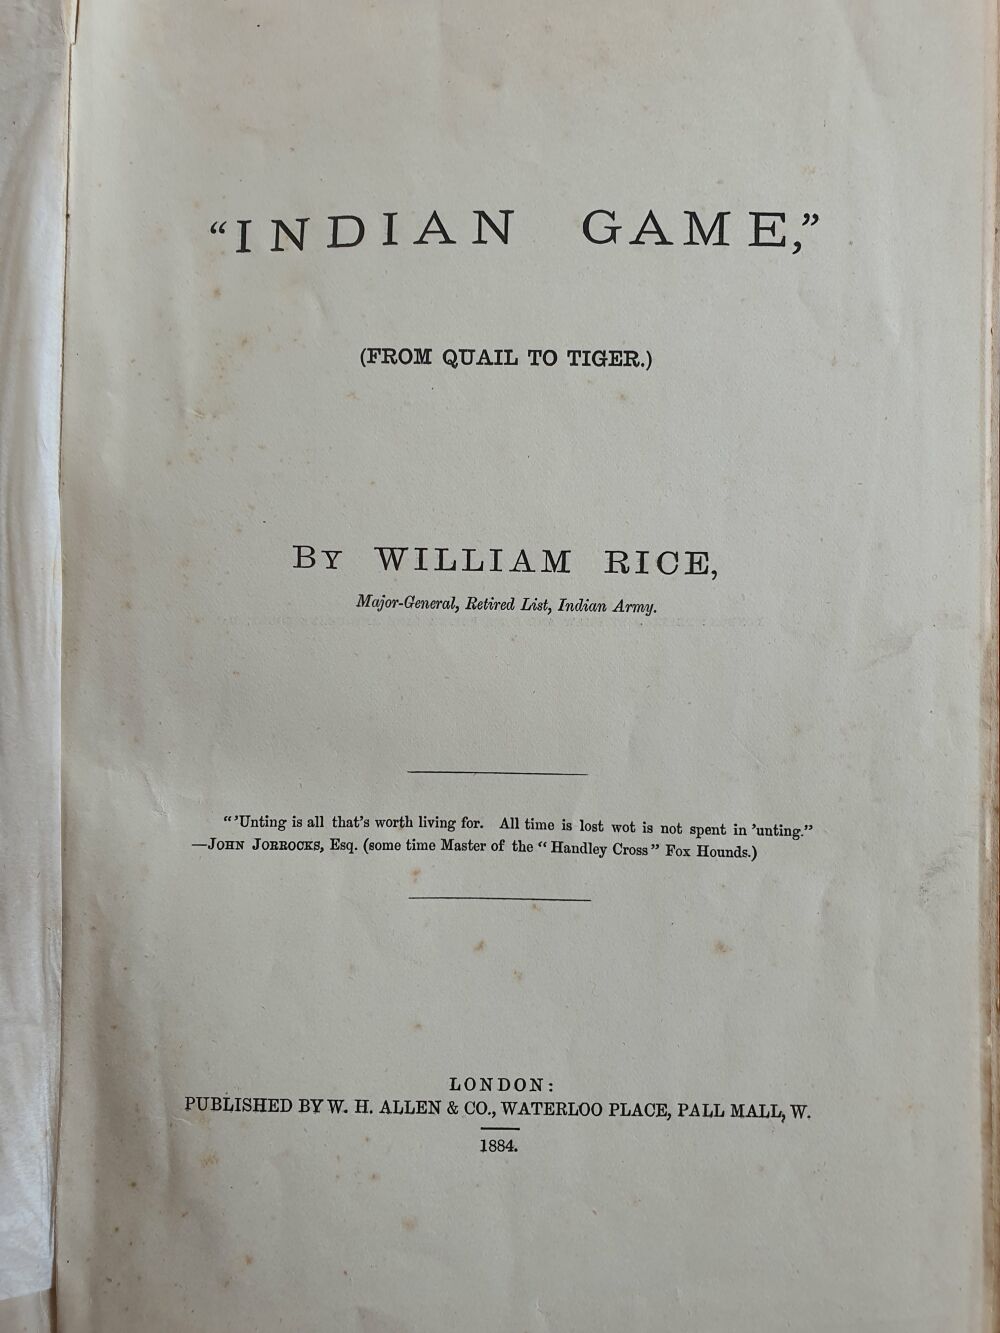 “INDIAN GAME,”
(FROM QUAIL TO TIGER.)
BY WILLIAM RICE,
Major-General, Retired List, Indian Army.
“’Unting is all that’s worth living for. All time is lost wot is not spent in ’unting.”
—JOHN JORROCKS, Esq. (some time Master of the “Handley Cross” Fox Hounds.)
LONDON:
PUBLISHED BY W. H. ALLEN & CO., WATERLOO PLACE, PALL MALL, W.
1884.